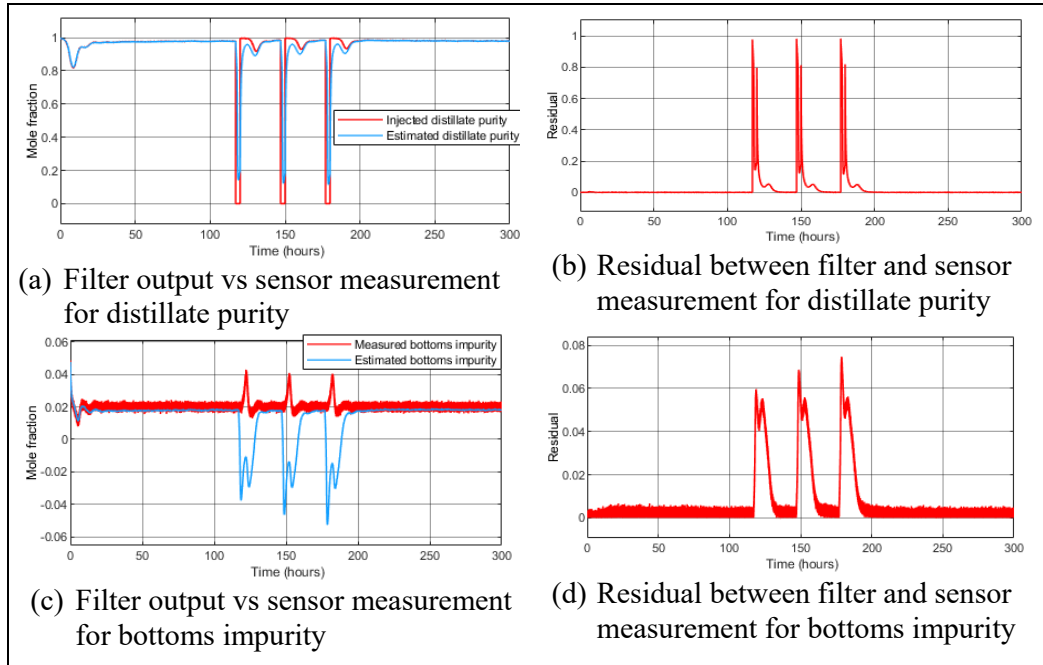 1
0.8
0.6
0.4
0.2
0
Mole fraction
Injected distillate purity
Estimated distillate purity
0 50 100 150 200 250 300
Time (hours)
(a) Filter output vs sensor measurement
for distillate purity
1
0.8
0.6
0.4
0.2
0
Residual
0 50 100 150 200 250 300
Time (hours)
(b) Residual between filter and sensor
measurement for distillate purity
0.06
0.04
0.02
0
-0.02
-0.04
-0.06
Mole fraction
Measured bottoms impurity
Estimated bottoms impurity
0 50 100 150 200 250 300
Time (hours)
(c) Filter output vs sensor measurement
for bottoms impurity
0.08
0.06
0.04
0.02
0
Residual
0 50 100 150 200 250 300
Time (hours)
(d) Residual between filter and sensor
measurement for bottoms impurity